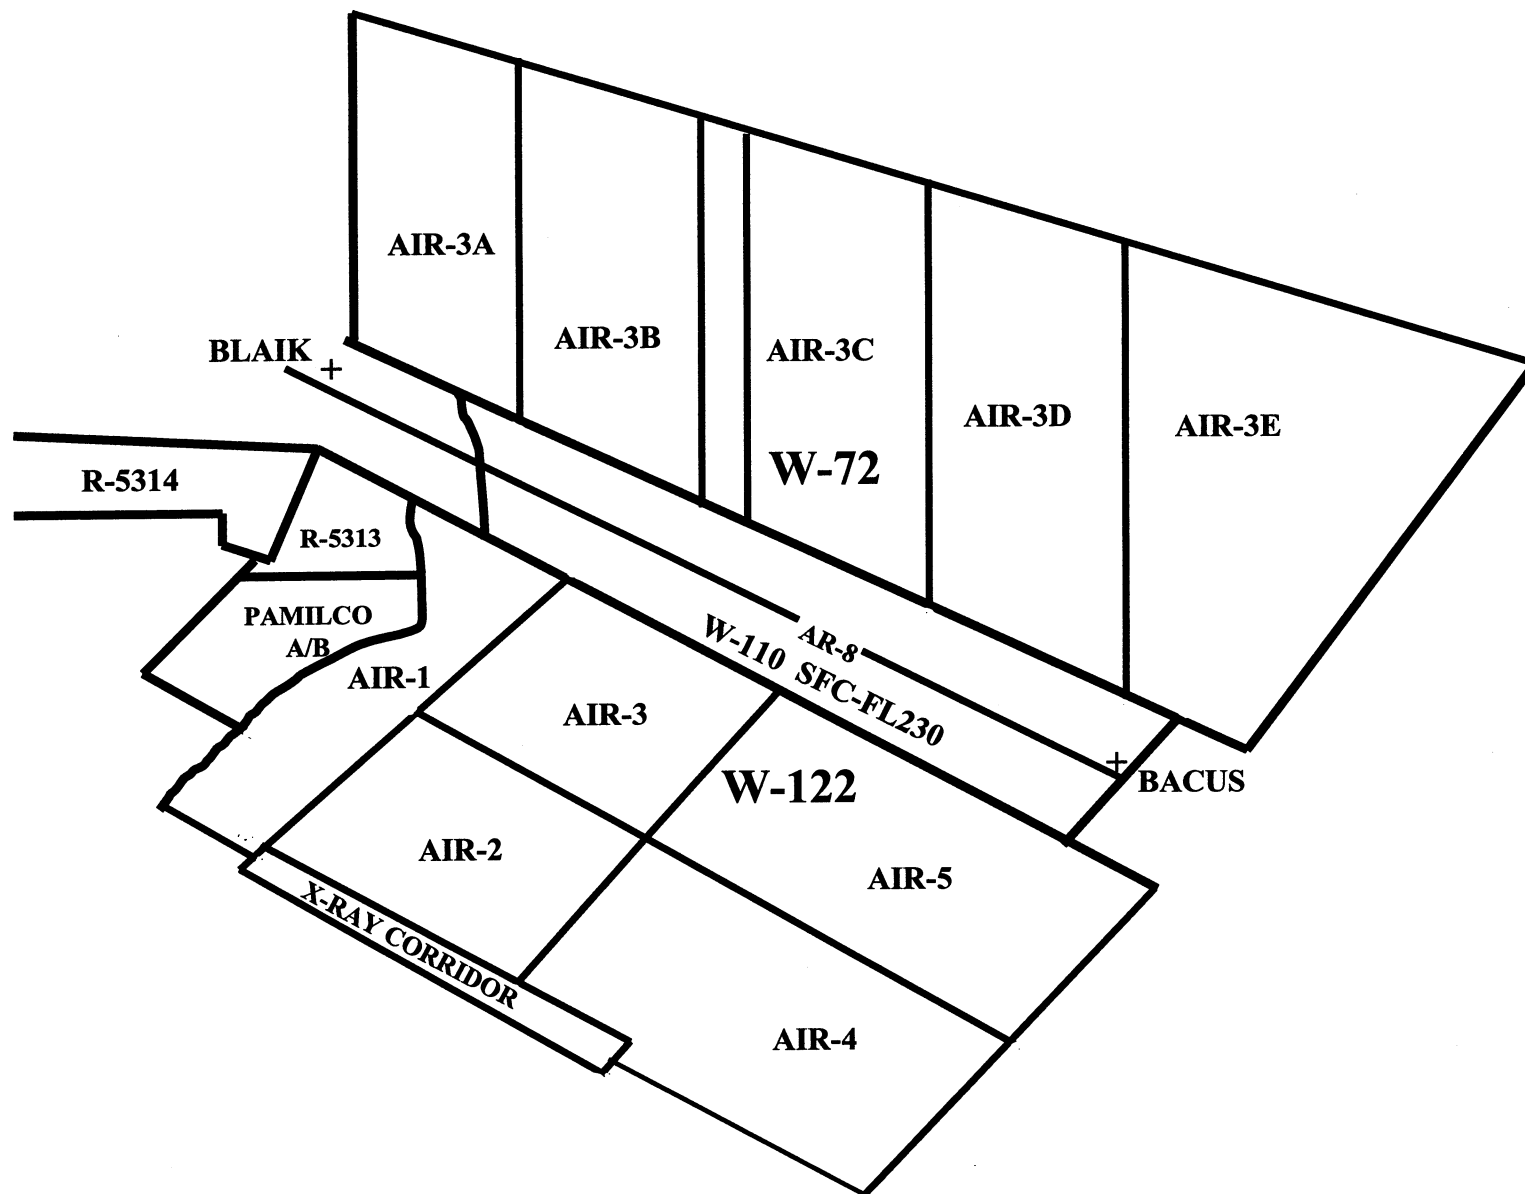 AIR-3A
AIR-3B
AIR-3C
AIR-3D
AIR-3E
W-72
BLAIK
R-5314
R-5313
PAMILCO
A/B
AIR-1
AR-8
W-110 SFC-FL230
BACUS
AIR-3
W-122
AIR-2
AIR-5
X-RAY CORRIDOR
AIR-4